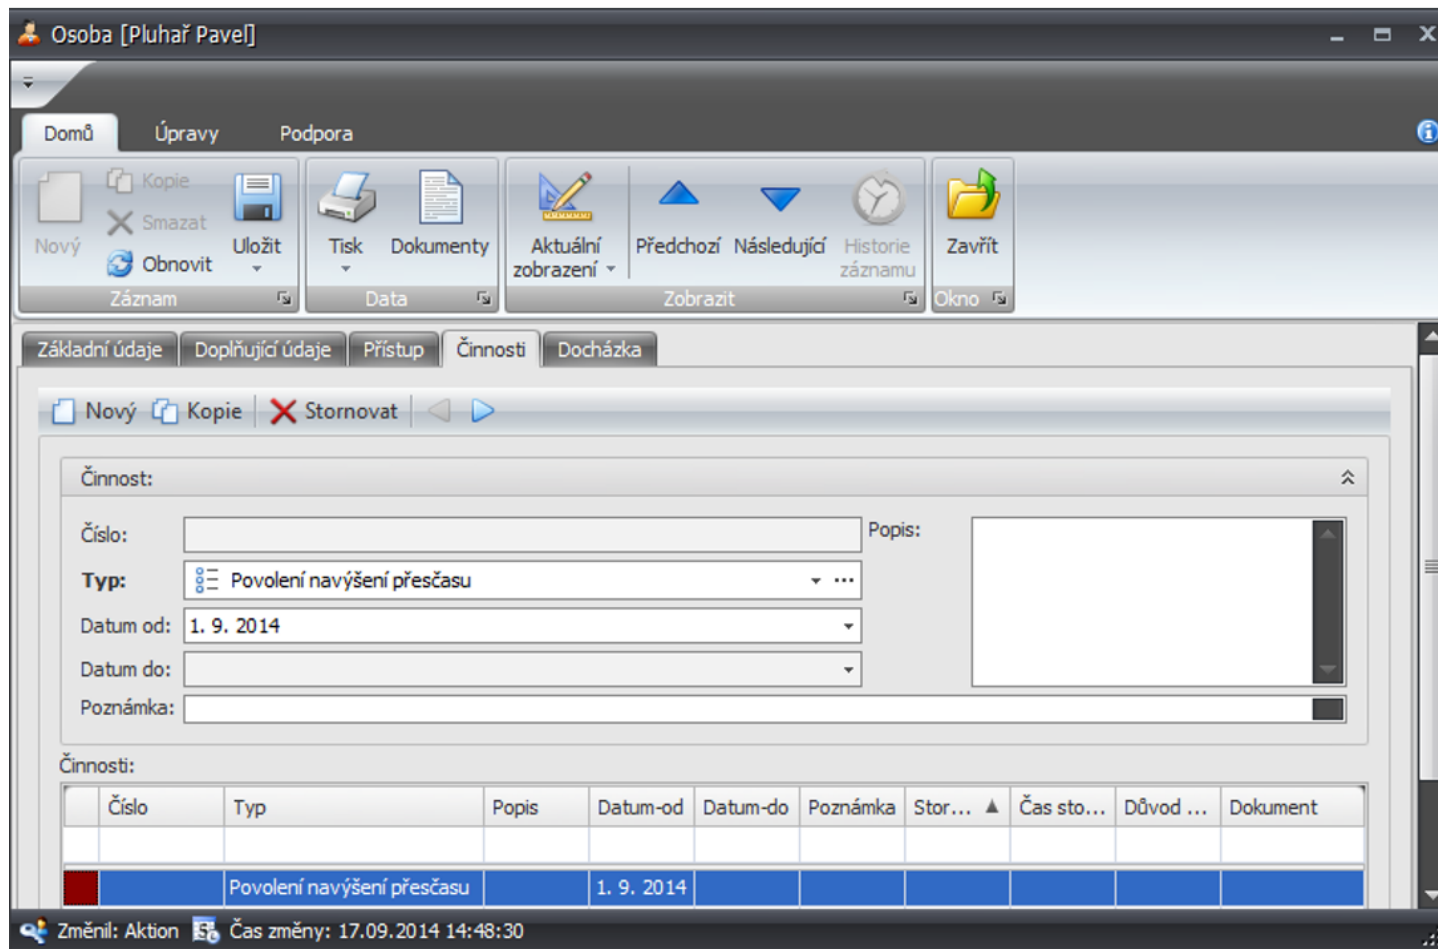 Osoba [Pluhař Pavel]
Domů Úpravy Podpora
Nový Kopie Smazat Obnovit Uložit Tisk Dokumenty Aktuální zobrazení Předchozí Následující Historie záznamu Zavřít
Záznam Data Zobrazit Okno
Základní údaje Doplňující údaje Přístup Činnosti Docházka
Nový Kopie Stornovat
Činnost:
Číslo: Popis:
Typ: Povolení navýšení přesčasu
Datum od: 1. 9. 2014
Datum do:
Poznámka:
Činnosti:
Číslo Typ Popis Datum-od Datum-do Poznámka Stor... Čas sto... Důvod ... Dokument
Povolení navýšení přesčasu 1. 9. 2014
Změnil: Aktion Čas změny: 17.09.2014 14:48:30